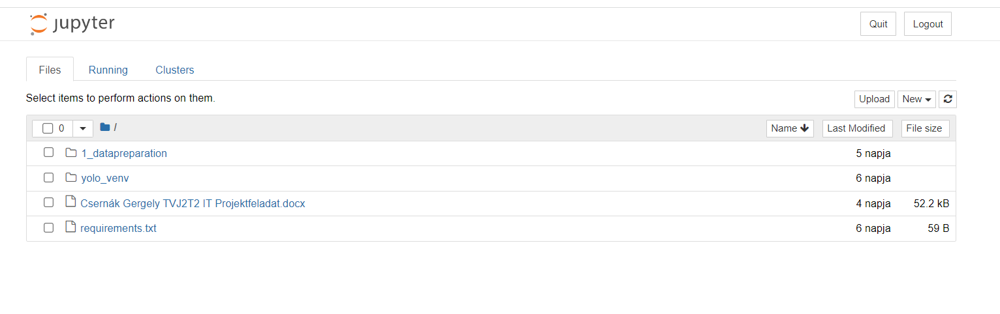 jupyter Quit Logout
Files Running Clusters
Select items to perform actions on them. Upload New
0 / Name Last Modified File size
1_datapreparation 5 napja
yolo_venv 6 napja
Csernák Gergely TVJ2T2 IT Projektfeladat.docx 4 napja 52.2 kB
requirements.txt 6 napja 59 B